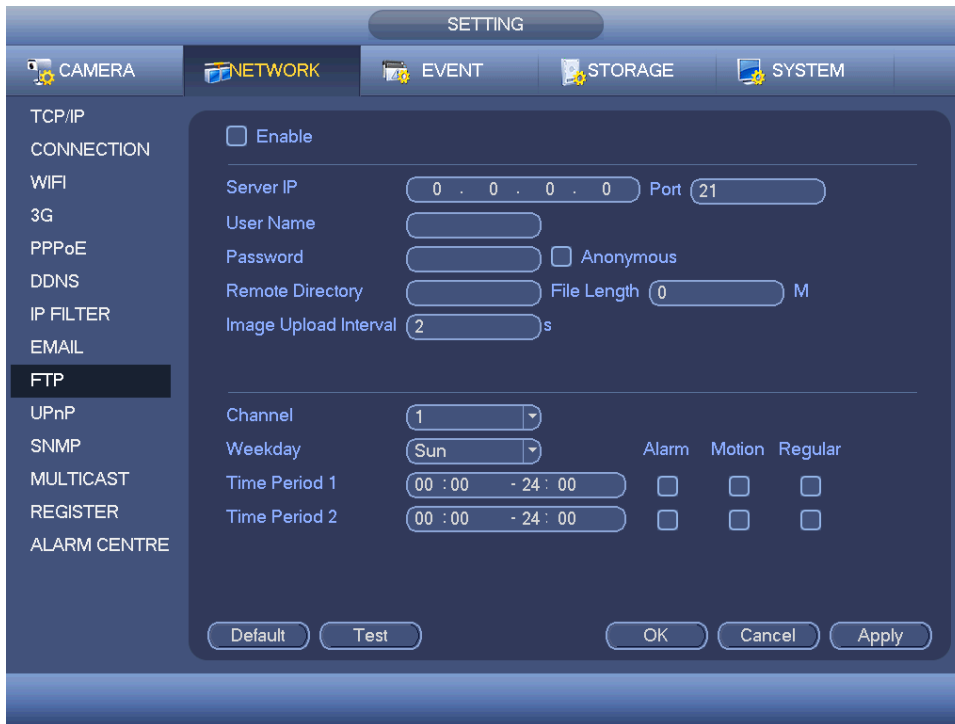 SETTING
CAMERA NETWORK EVENT STORAGE SYSTEM
TCP/IP
CONNECTION
WIFI
3G
PPPoE
DDNS
IP FILTER
EMAIL
FTP
UPnP
SNMP
MULTICAST
REGISTER
ALARM CENTRE
Enable
Server IP 0 . 0 . 0 . 0 Port 21
User Name
Password Anonymous
Remote Directory File Length 0 M
Image Upload Interval 2 s
Channel 1
Weekday Sun Alarm Motion Regular
Time Period 1 00 : 00 - 24 : 00
Time Period 2 00 : 00 - 24 : 00
Default Test OK Cancel Apply